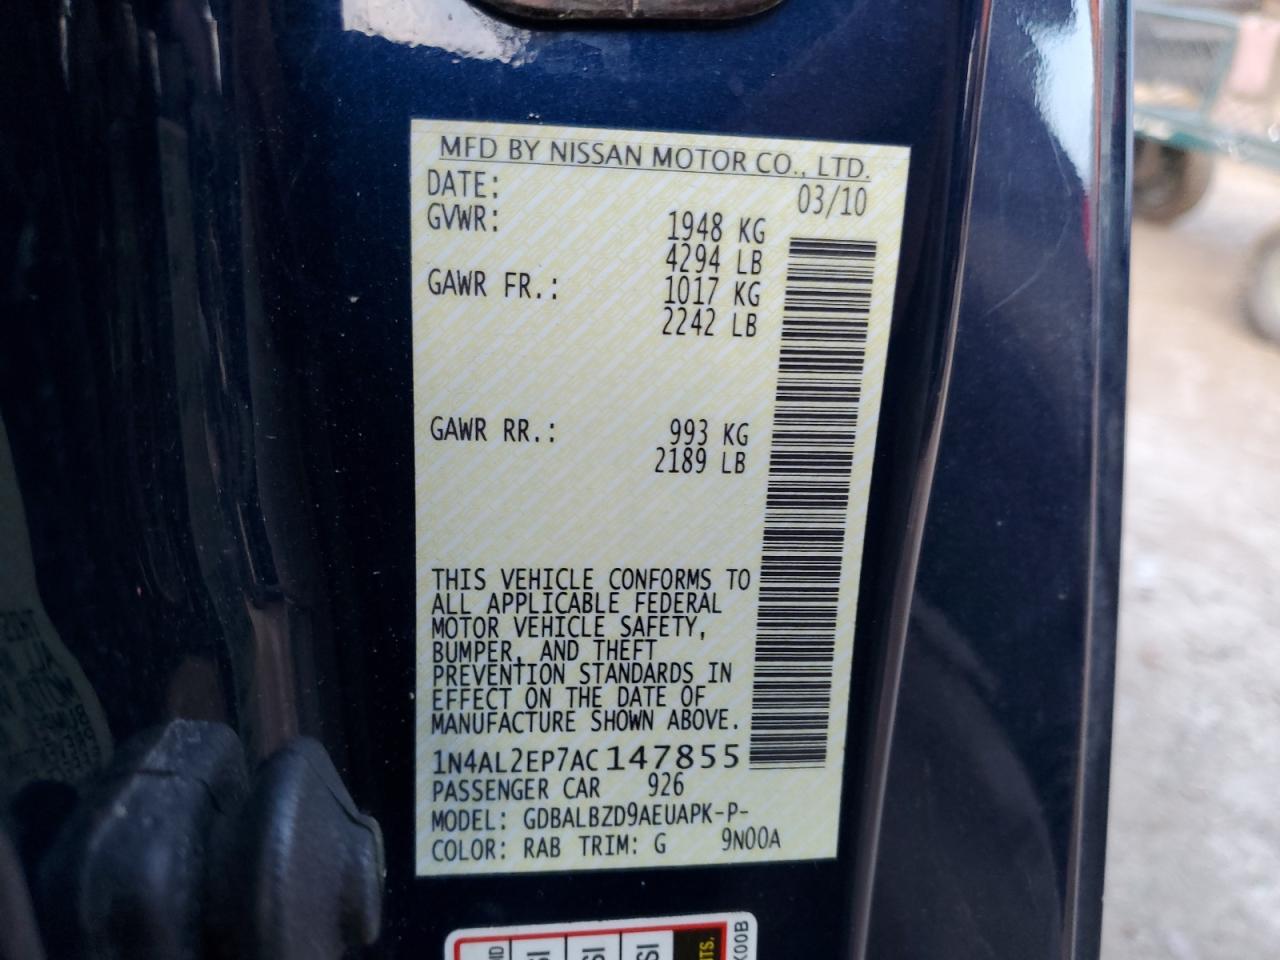 MFD BY NISSAN MOTOR CO., LTD.
DATE: 03/10
GVWR: 1948 KG
4294 LB
GAWR FR.: 1017 KG
2242 LB
GAWR RR.: 993 KG
2189 LB
THIS VEHICLE CONFORMS TO
ALL APPLICABLE FEDERAL
MOTOR VEHICLE SAFETY,
BUMPER, AND THEFT
PREVENTION STANDARDS IN
EFFECT ON THE DATE OF
MANUFACTURE SHOWN ABOVE.
1N4AL2EP7AC147855
PASSENGER CAR 926
MODEL: GDBALBZD9AEUAPK-P-
COLOR: RAB TRIM: G 9N00A